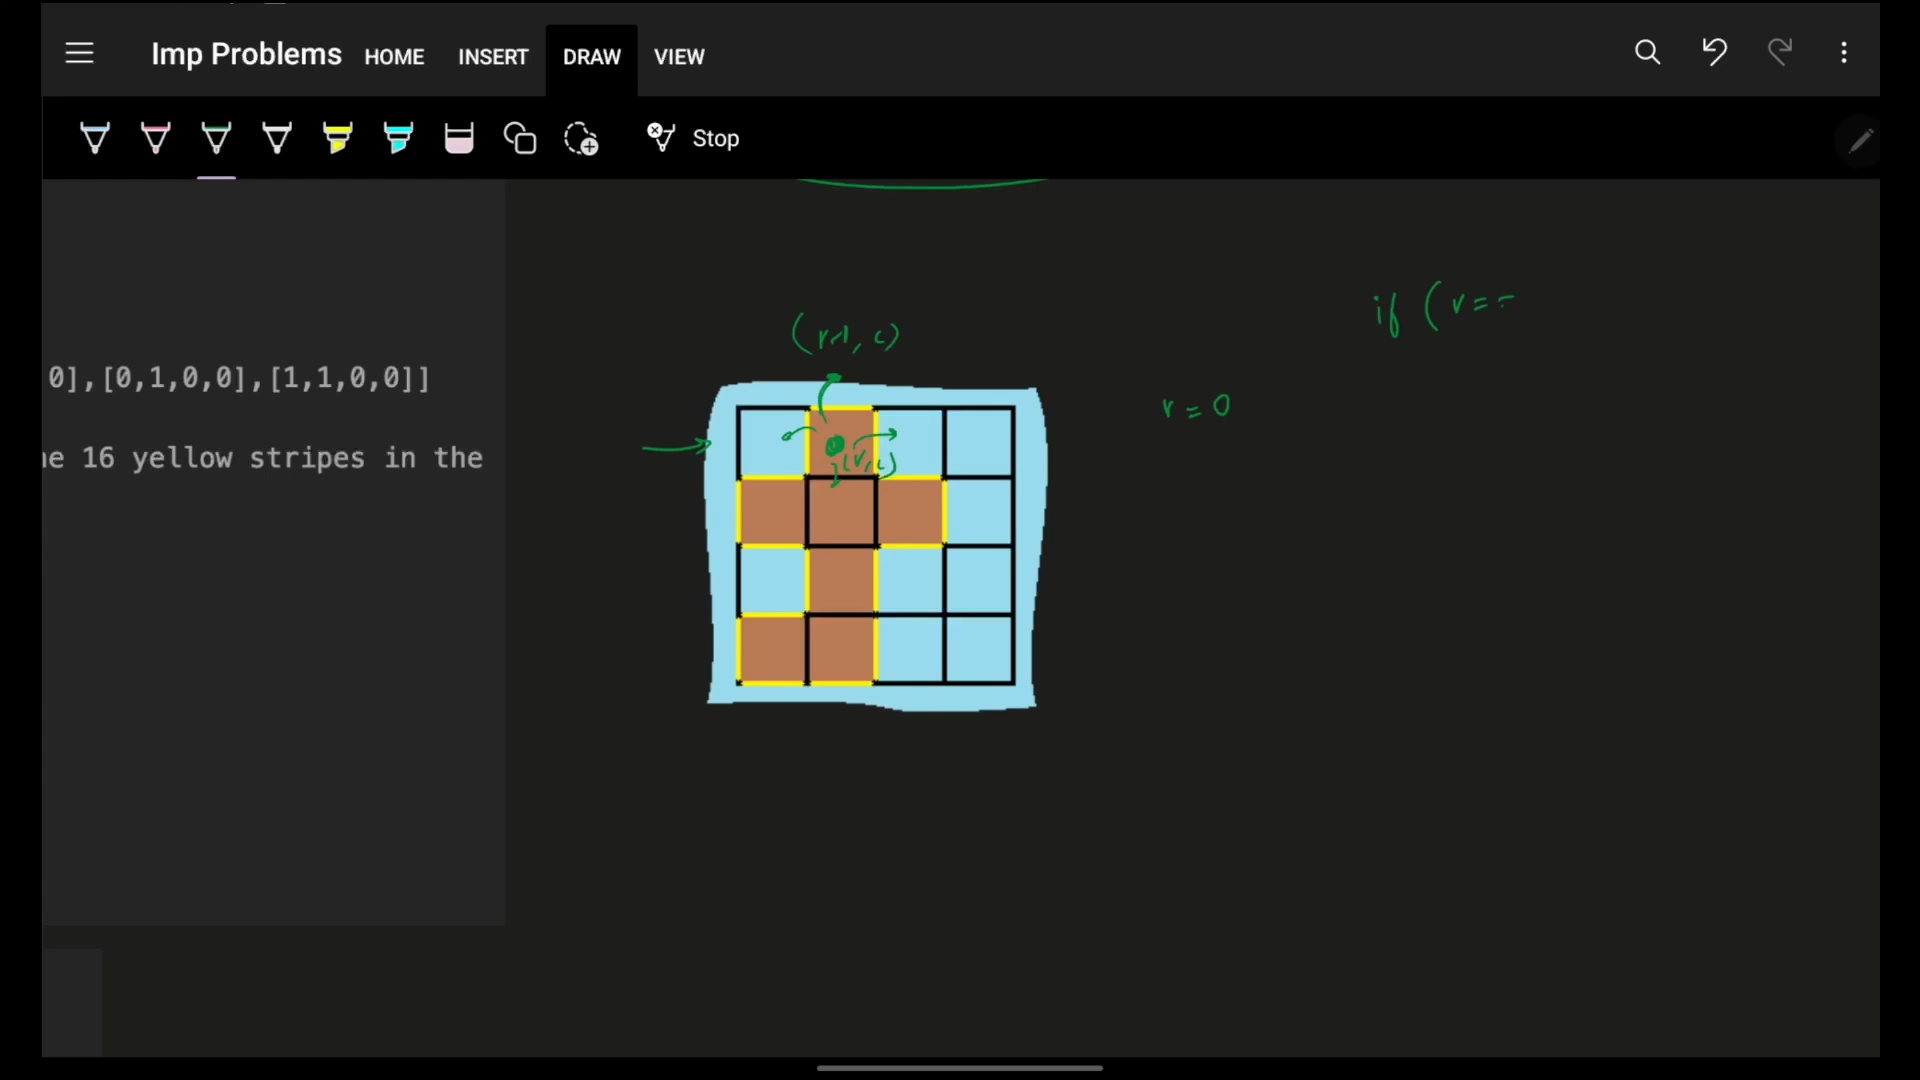 Imp Problems HOME INSERT DRAW VIEW
Stop
if (r==
(r-1, c)
0],[0,1,0,0],[1,1,0,0]]
r = 0
(r,c)
16 yellow stripes in the